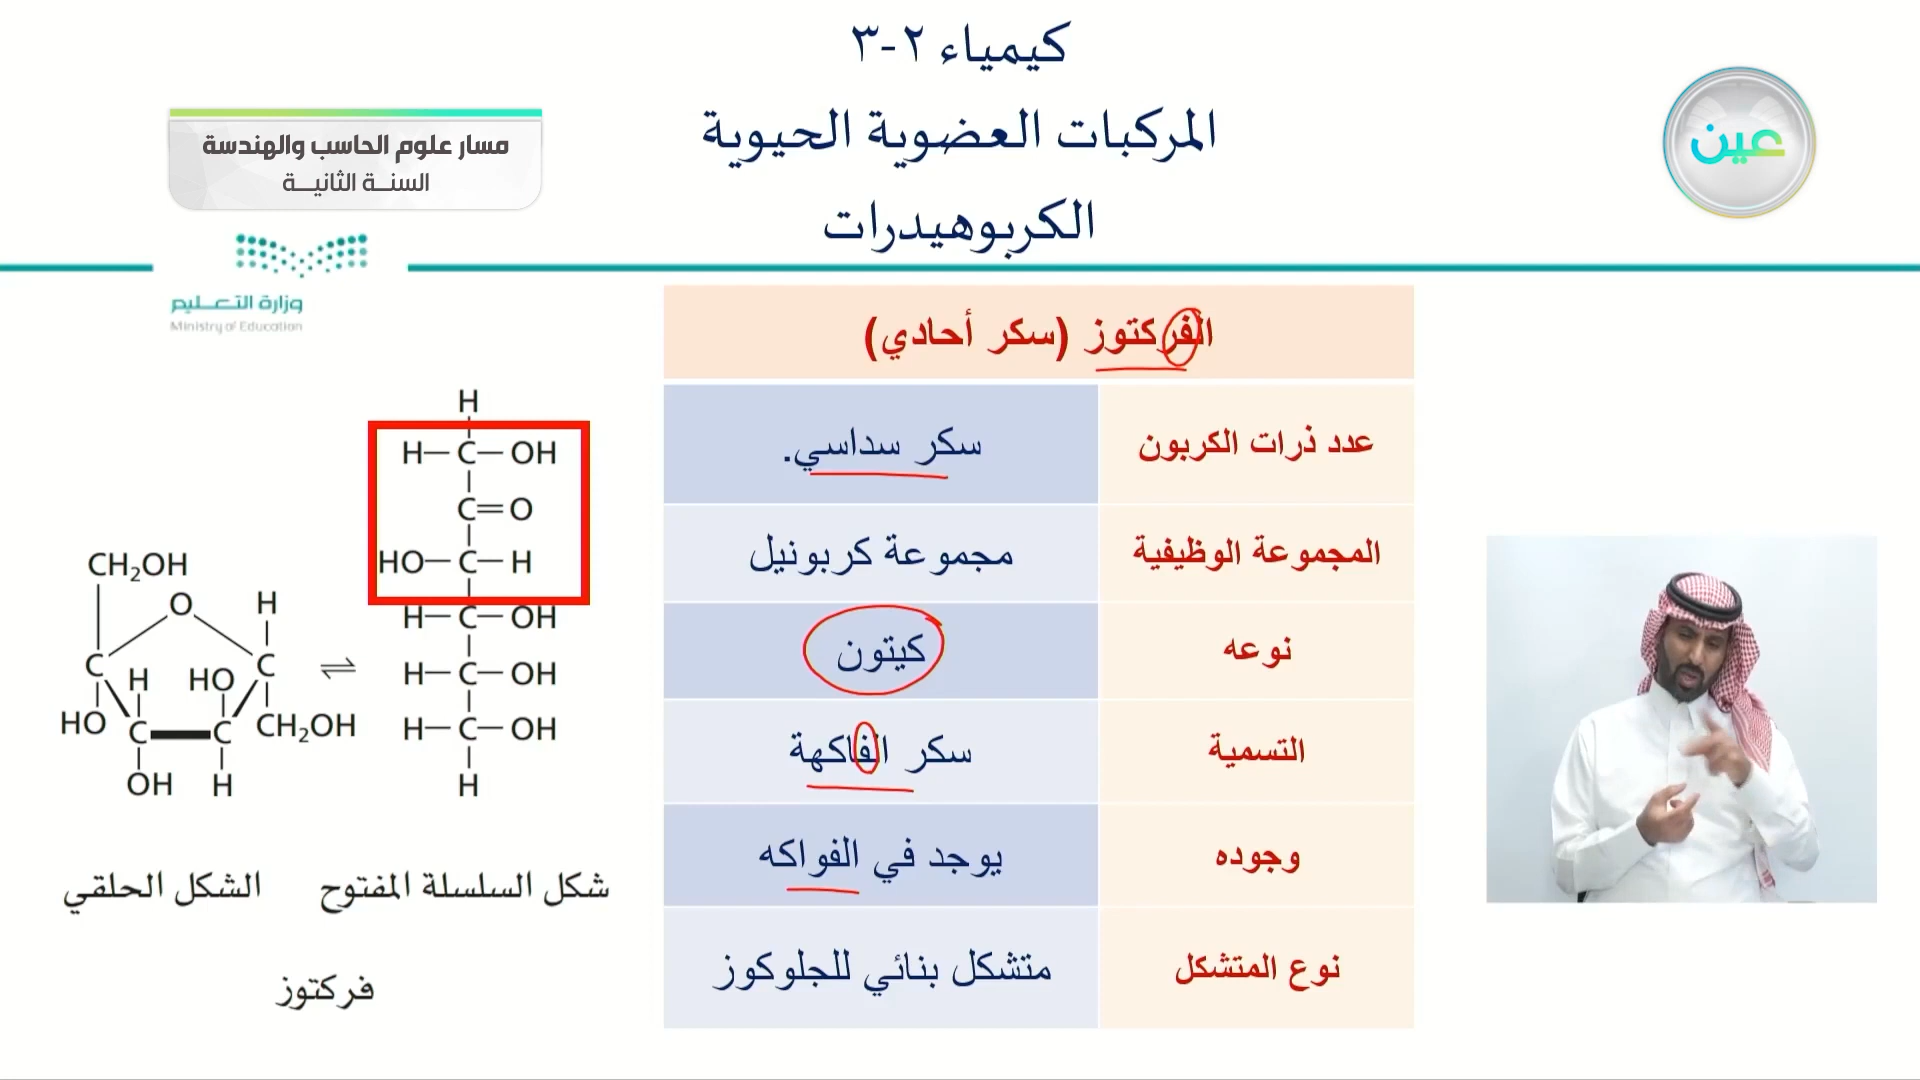 كيمياء ٢-٣
المركبات العضوية الحيوية
الكربوهيدرات
عين
مسار علوم الحاسب والهندسة
السنة الثانية
وزارة التعليم
Ministry of Education
الفركتوز (سكر أحادي)
عدد ذرات الكربون
سكر سداسي.
المجموعة الوظيفية
مجموعة كربونيل
نوعه
كيتون
التسمية
سكر الفاكهة
وجوده
يوجد في الفواكه
نوع المتشكل
متشكل بنائي للجلوكوز
H
H—C—OH
C=O
HO—C—H
H—C—OH
H—C—OH
H—C—OH
H
شكل السلسلة المفتوح
⇌
CH₂OH
O H
C H HO C
HO C C CH₂OH
OH H
الشكل الحلقي
فركتوز